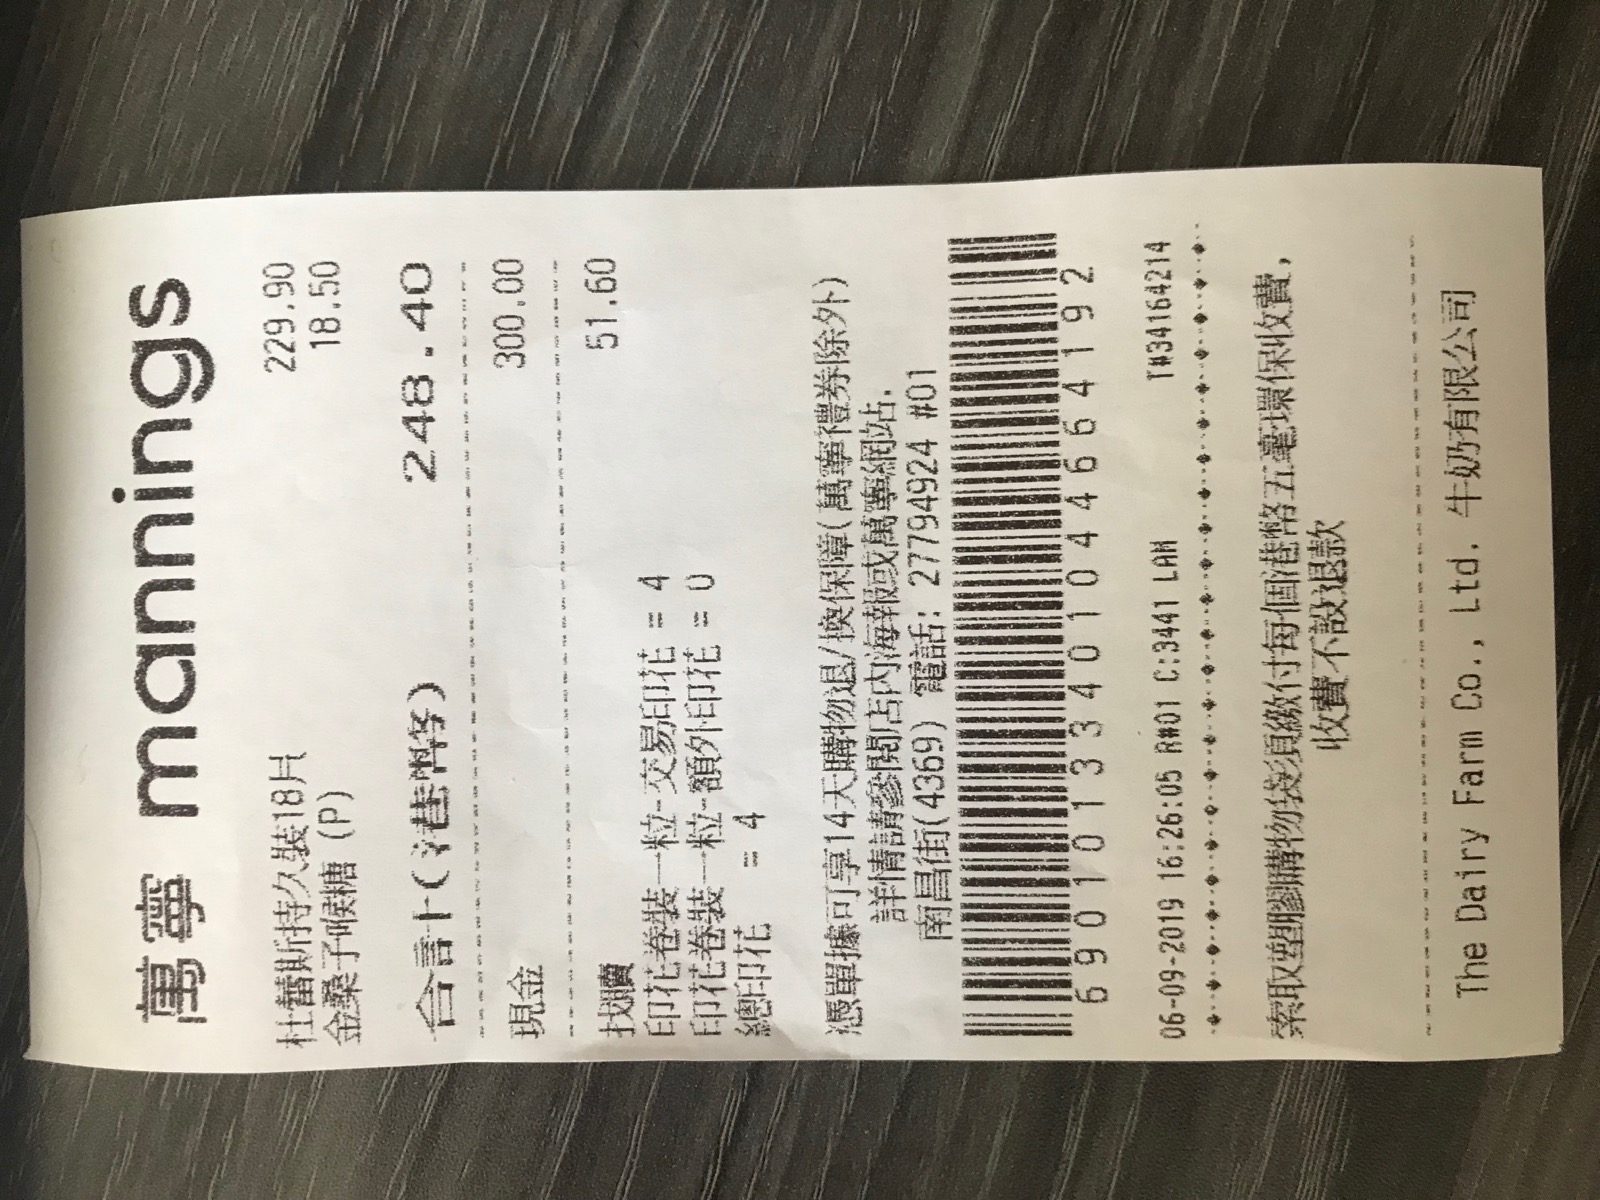 萬寧 mannings
杜蕾斯持久裝18片 229.90
金桑子喉糖 (P) 18.50
合計(港幣) 248.40
現金 300.00
找贖 51.60
印花卷裝一粒-交易印花 = 4
印花卷裝一粒-額外印花 = 0
總印花 = 4
憑單據可享14天購物退/換保障(萬寧禮券除外)
詳情請參閱店內海報或萬寧網站.
南昌街(4369) 電話: 27794924 #01
69010133401044664192
06-09-2019 16:26:05 R#01 C:3441 LAM T#34164214
索取塑膠購物袋須繳付每個港幣五毫環保收費,
收費不設退款
The Dairy Farm Co., Ltd. 牛奶有限公司